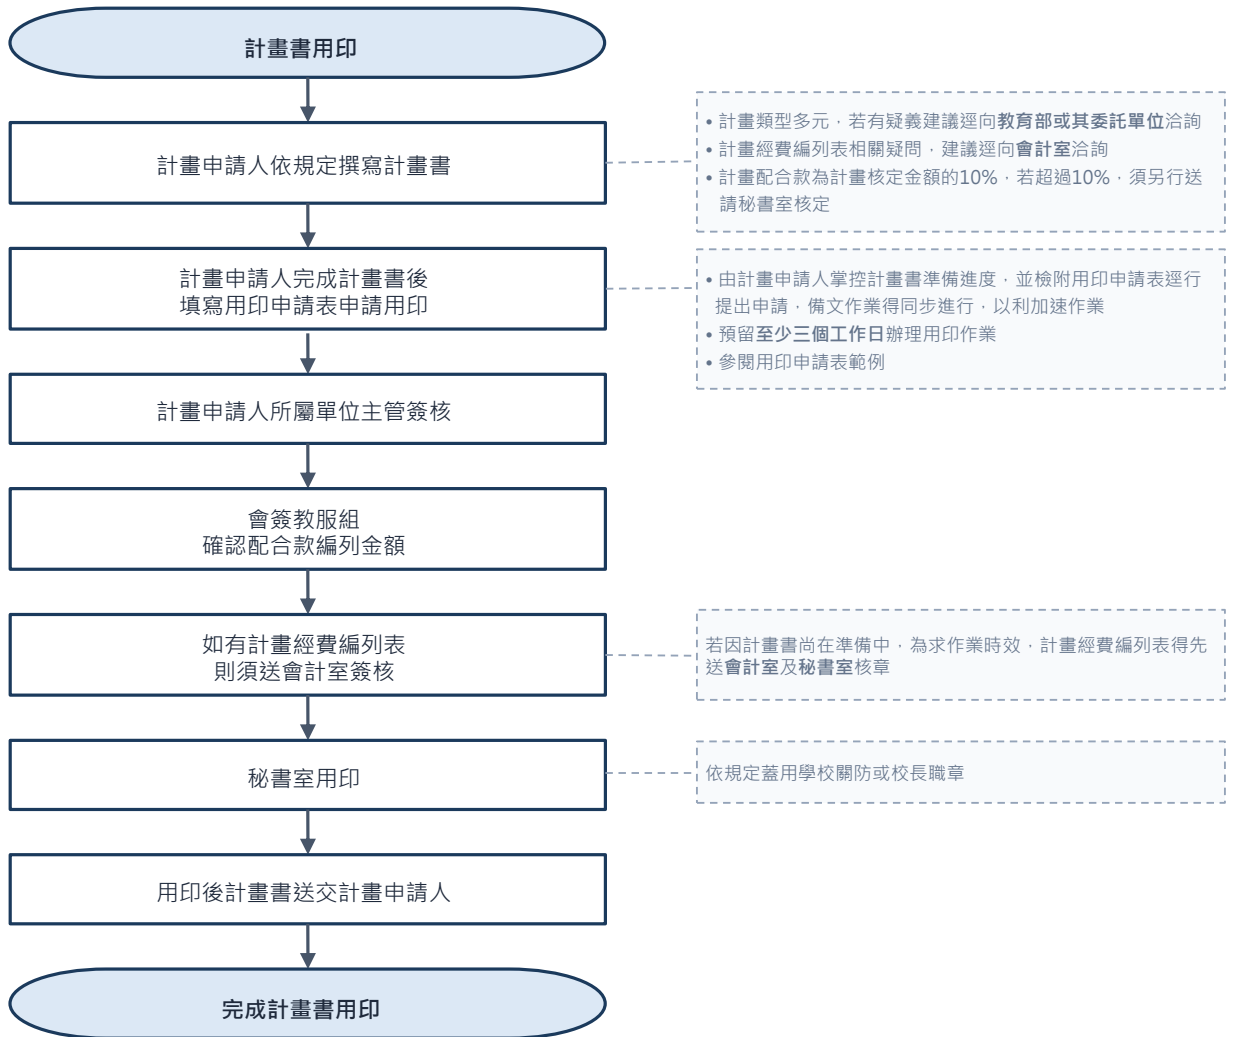 計畫書用印
計畫申請人依規定撰寫計畫書
• 計畫類型多元，若有疑義建議逕向教育部或其委託單位洽詢
• 計畫經費編列表相關疑問，建議逕向會計室洽詢
• 計畫配合款為計畫核定金額的10%，若超過10%，須另行送
請秘書室核定
計畫申請人完成計畫書後
填寫用印申請表申請用印
• 由計畫申請人掌控計畫書準備進度，並檢附用印申請表逕行
提出申請，備文作業得同步進行，以利加速作業
• 預留至少三個工作日辦理用印作業
• 參閱用印申請表範例
計畫申請人所屬單位主管簽核
會簽教服組
確認配合款編列金額
如有計畫經費編列表
則須送會計室簽核
若因計畫書尚在準備中，為求作業時效，計畫經費編列表得先
送會計室及秘書室核章
秘書室用印
依規定蓋用學校關防或校長職章
用印後計畫書送交計畫申請人
完成計畫書用印